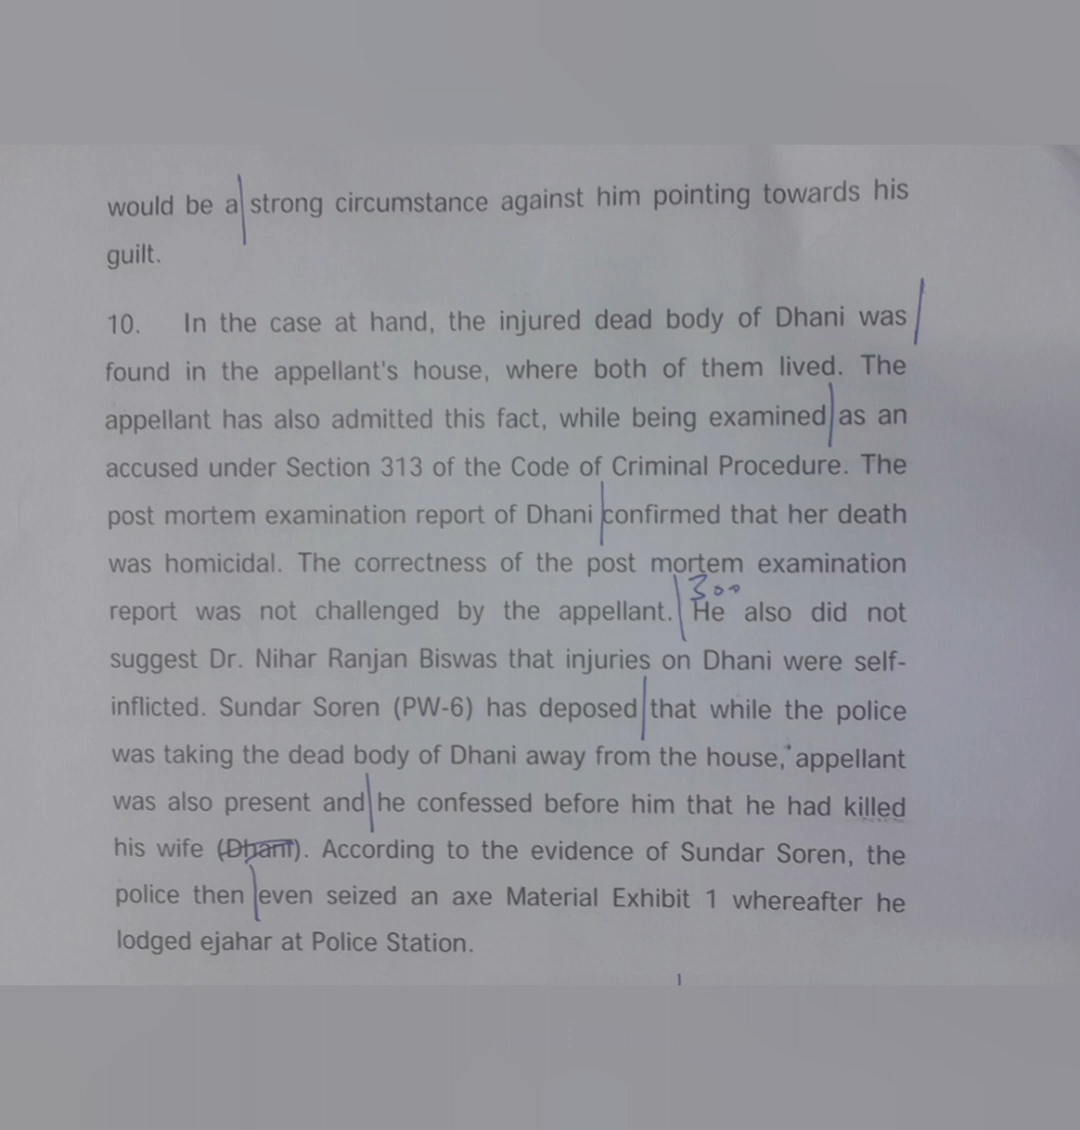 would be a strong circumstance against him pointing towards his
guilt.
10. In the case at hand, the injured dead body of Dhani was
found in the appellant's house, where both of them lived. The
appellant has also admitted this fact, while being examined as an
accused under Section 313 of the Code of Criminal Procedure. The
post mortem examination report of Dhani confirmed that her death
was homicidal. The correctness of the post mortem examination
300
report was not challenged by the appellant. He also did not
suggest Dr. Nihar Ranjan Biswas that injuries on Dhani were self-
inflicted. Sundar Soren (PW-6) has deposed that while the police
was taking the dead body of Dhani away from the house, appellant
was also present and he confessed before him that he had killed
his wife (Dhani). According to the evidence of Sundar Soren, the
police then even seized an axe Material Exhibit 1 whereafter he
lodged ejahar at Police Station.